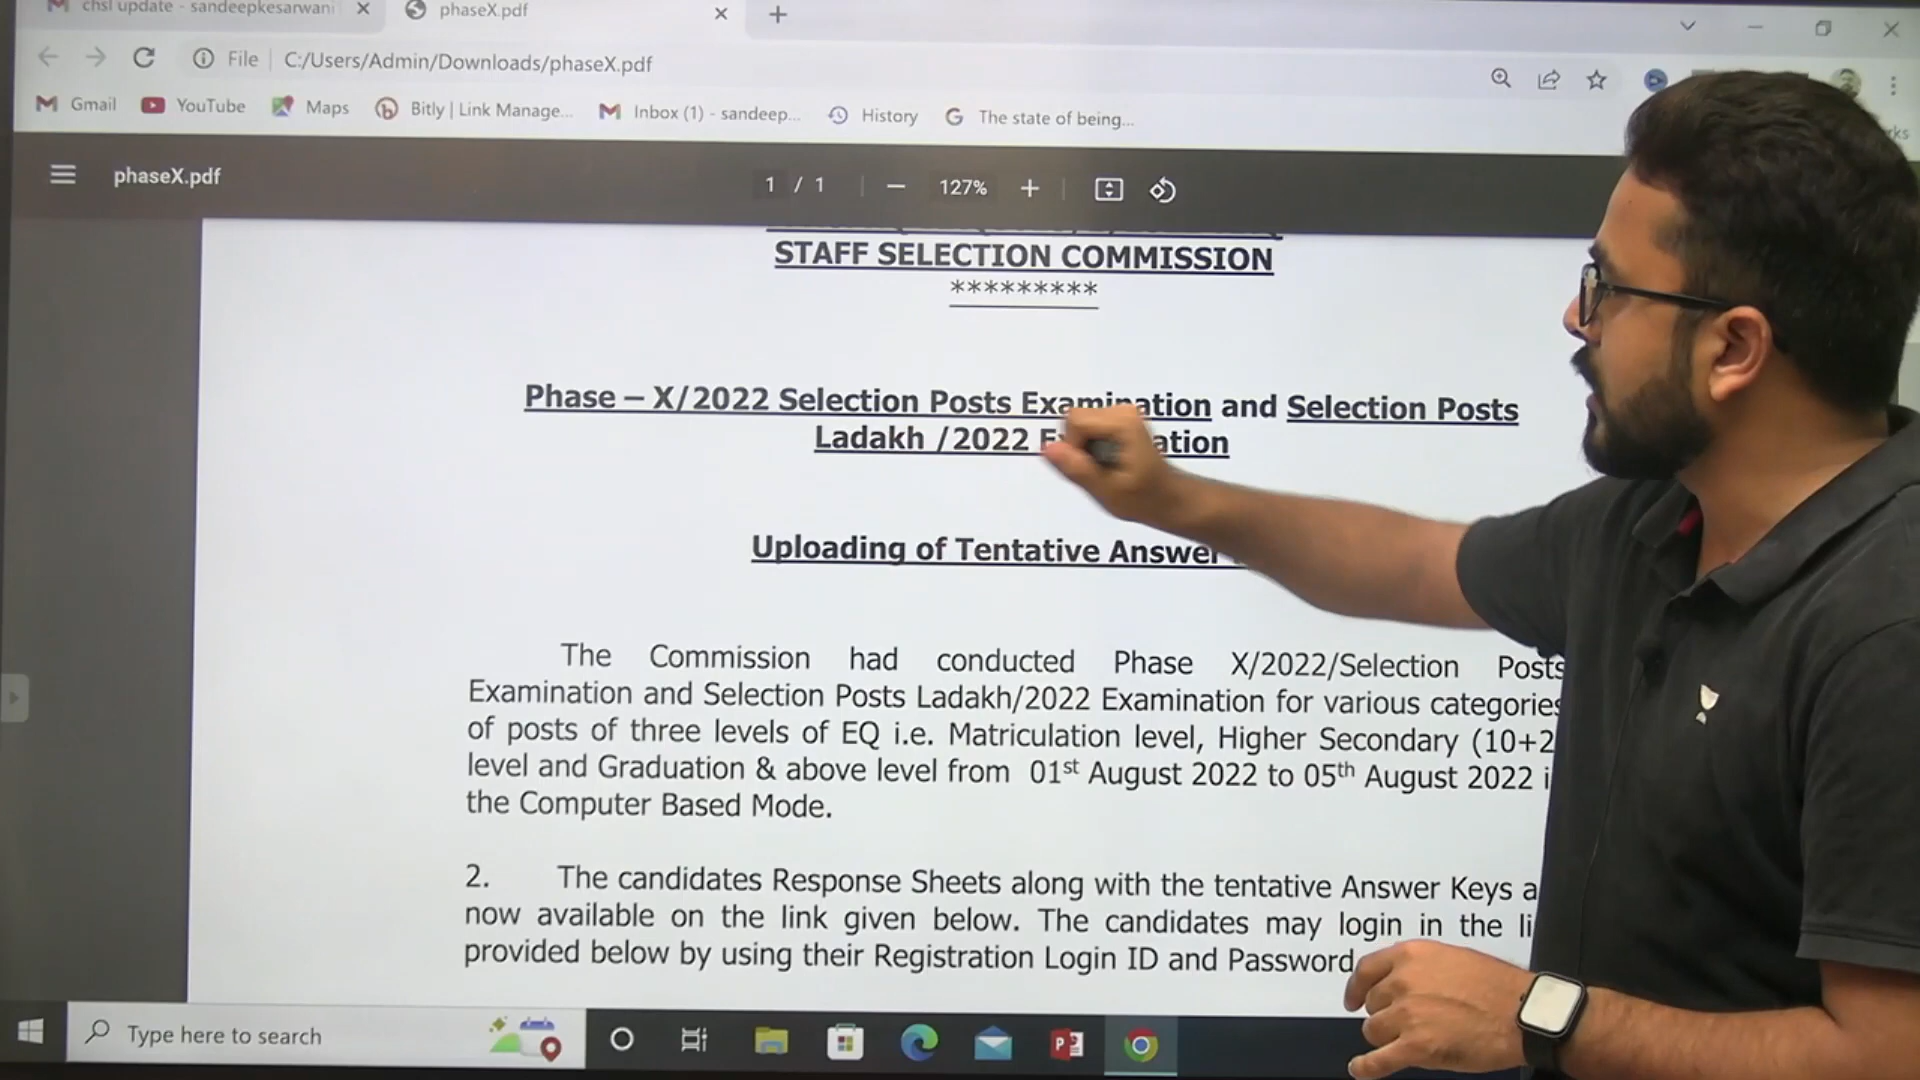 chsl update - sandeepkesarwani
phaseX.pdf
File
C:/Users/Admin/Downloads/phaseX.pdf
Gmail
YouTube
Maps
Bitly | Link Manage...
Inbox (1) - sandeep...
History
The state of being...
phaseX.pdf
1 / 1
127%
STAFF SELECTION COMMISSION
*********
Phase – X/2022 Selection Posts Examination and Selection Posts
Ladakh /2022
Uploading of Tentative Answer
The Commission had conducted Phase X/2022/Selection Posts
Examination and Selection Posts Ladakh/2022 Examination for various categories
of posts of three levels of EQ i.e. Matriculation level, Higher Secondary (10+2
level and Graduation & above level from 01st August 2022 to 05th August 2022
the Computer Based Mode.
2. The candidates Response Sheets along with the tentative Answer Keys
now available on the link given below. The candidates may login in the
provided below by using their Registration Login ID and Password
Type here to search